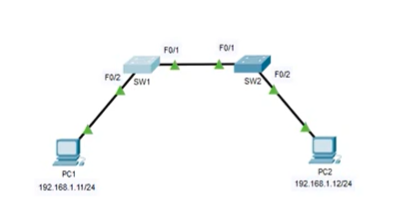 F0/1
F0/1
F0/2
SW1
SW2
F0/2
PC1
192.168.1.11/24
PC2
192.168.1.12/24